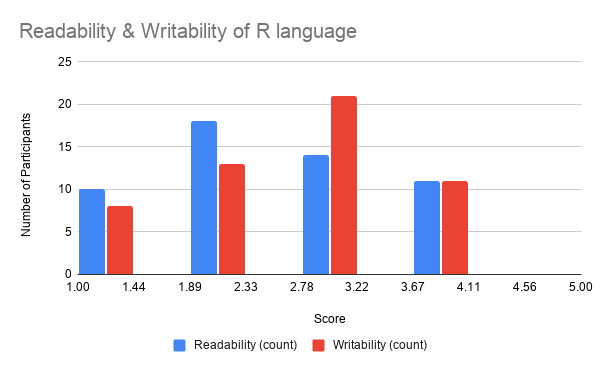 Readability & Writability of R language
25
20
15
10
5
0
Number of Participants
1.00 1.44 1.89 2.33 2.78 3.22 3.67 4.11 4.56 5.00
Score
Readability (count) Writability (count)